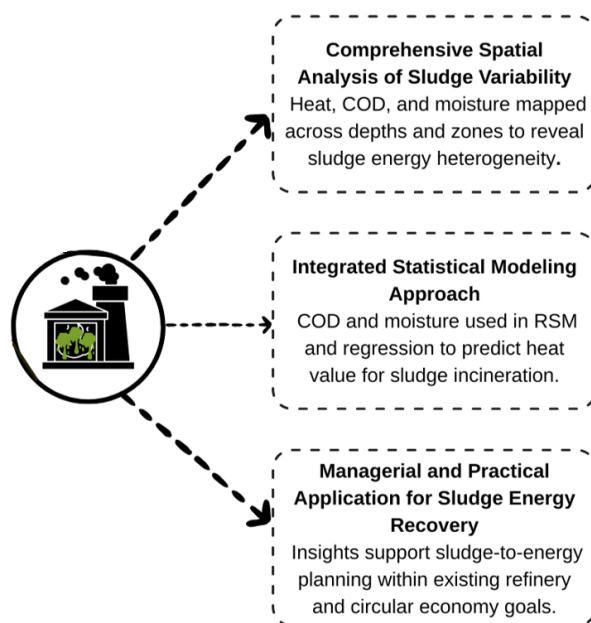 Comprehensive Spatial
Analysis of Sludge Variability
Heat, COD, and moisture mapped
across depths and zones to reveal
sludge energy heterogeneity.
Integrated Statistical Modeling
Approach
COD and moisture used in RSM
and regression to predict heat
value for sludge incineration.
Managerial and Practical
Application for Sludge Energy
Recovery
Insights support sludge-to-energy
planning within existing refinery
and circular economy goals.